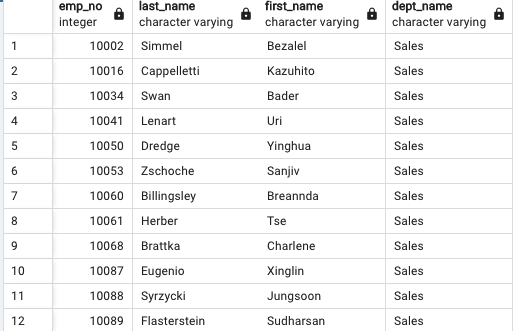 emp_no last_name first_name dept_name
integer character varying character varying character varying
1 10002 Simmel Bezalel Sales
2 10016 Cappelletti Kazuhito Sales
3 10034 Swan Bader Sales
4 10041 Lenart Uri Sales
5 10050 Dredge Yinghua Sales
6 10053 Zschoche Sanjiv Sales
7 10060 Billingsley Breannda Sales
8 10061 Herber Tse Sales
9 10068 Brattka Charlene Sales
10 10087 Eugenio Xinglin Sales
11 10088 Syrzycki Jungsoon Sales
12 10089 Flasterstein Sudharsan Sales